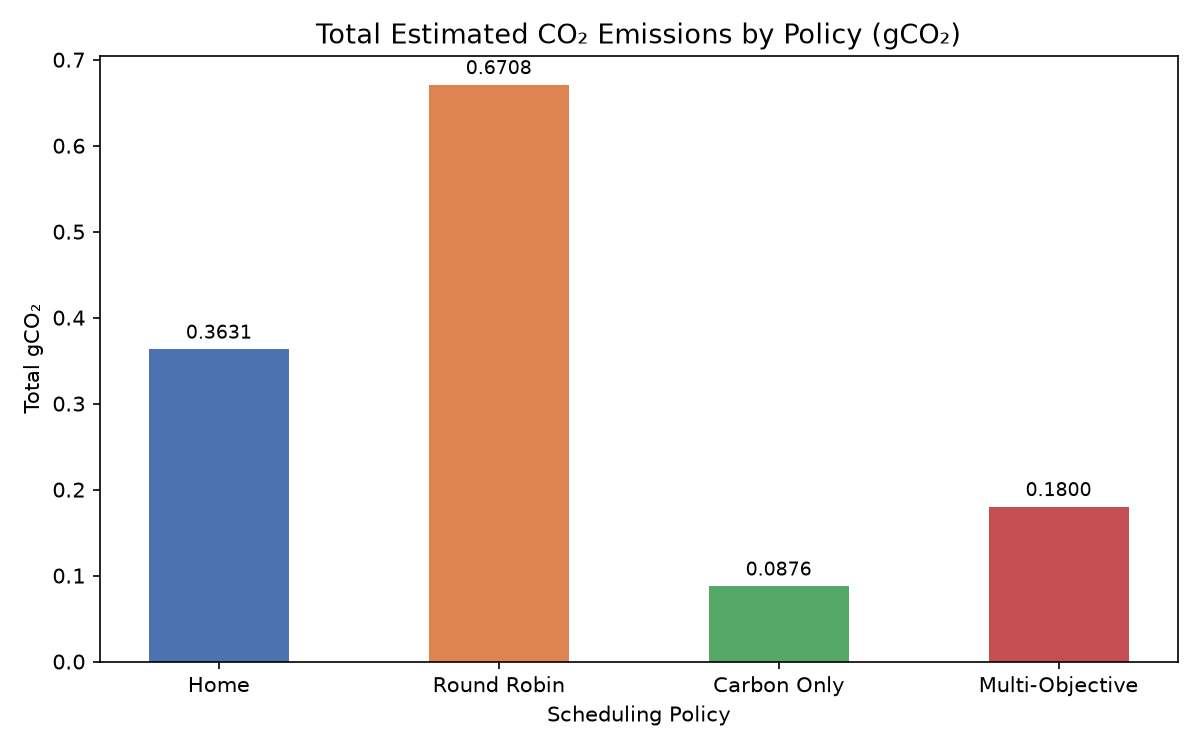 Total Estimated CO₂ Emissions by Policy (gCO₂)
Total gCO₂
0.7
0.6
0.5
0.4
0.3
0.2
0.1
0.0
0.3631
0.6708
0.0876
0.1800
Home
Round Robin
Carbon Only
Multi-Objective
Scheduling Policy